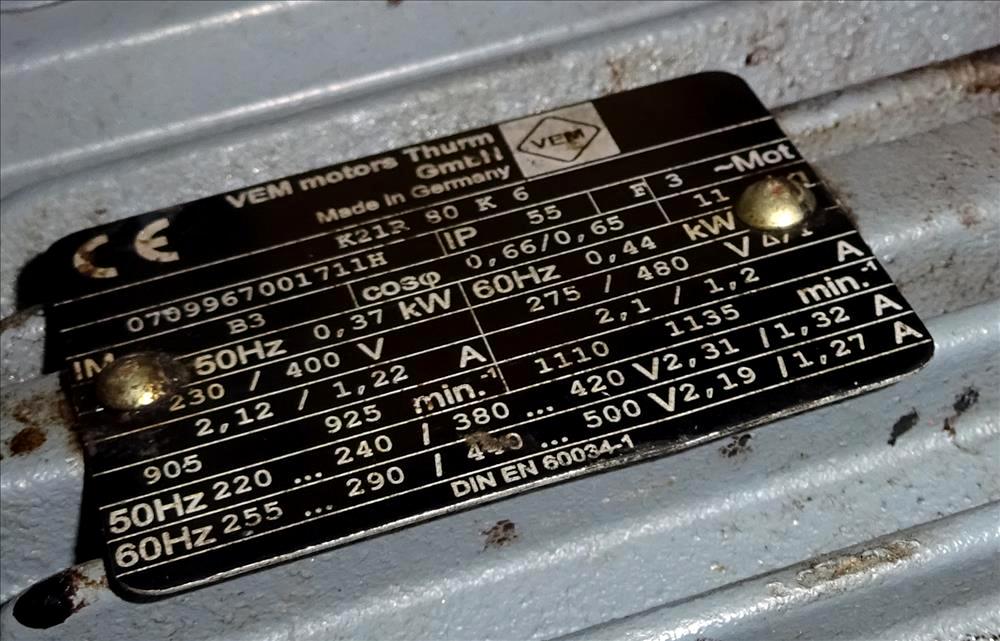 VEM motors Thurm
GmbH
VEM
Made in Germany
CE
K21R 80 K 6 3 ~Mot
0709967001711H IP 55 F 11
IM B3 cosφ 0,66/0,65
50Hz 0,37 kW 60Hz 0,44 kW
230 / 400 V 275 / 480 V
2,12 / 1,22 A 2,1 / 1,2 A
905 925 min.-1 1110 1135 min.-1
50Hz 220 ... 240 / 380 ... 420 V 2,31 /1,32 A
60Hz 255 ... 290 / 440 ... 500 V 2,19 /1,27 A
DIN EN 60034-1